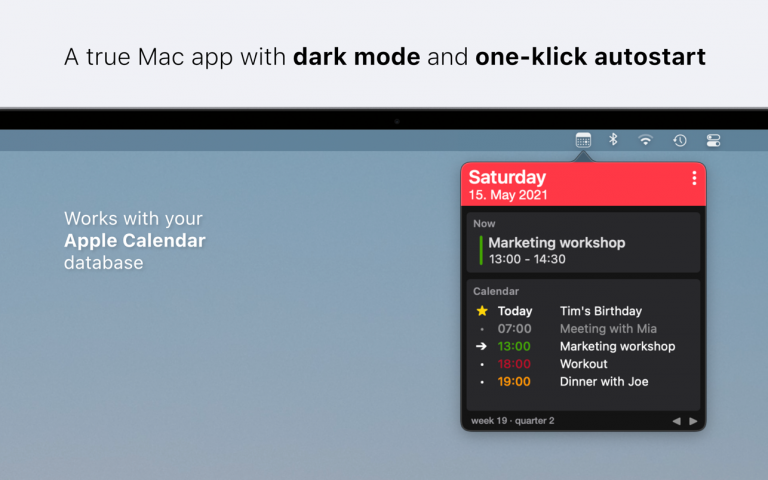 A true Mac app with dark mode and one-klick autostart
Works with your
Apple Calendar
database
Saturday
15. May 2021
Now
Marketing workshop
13:00 - 14:30
Calendar
Today Tim's Birthday
07:00 Meeting with Mia
13:00 Marketing workshop
18:00 Workout
19:00 Dinner with Joe
week 19 · quarter 2